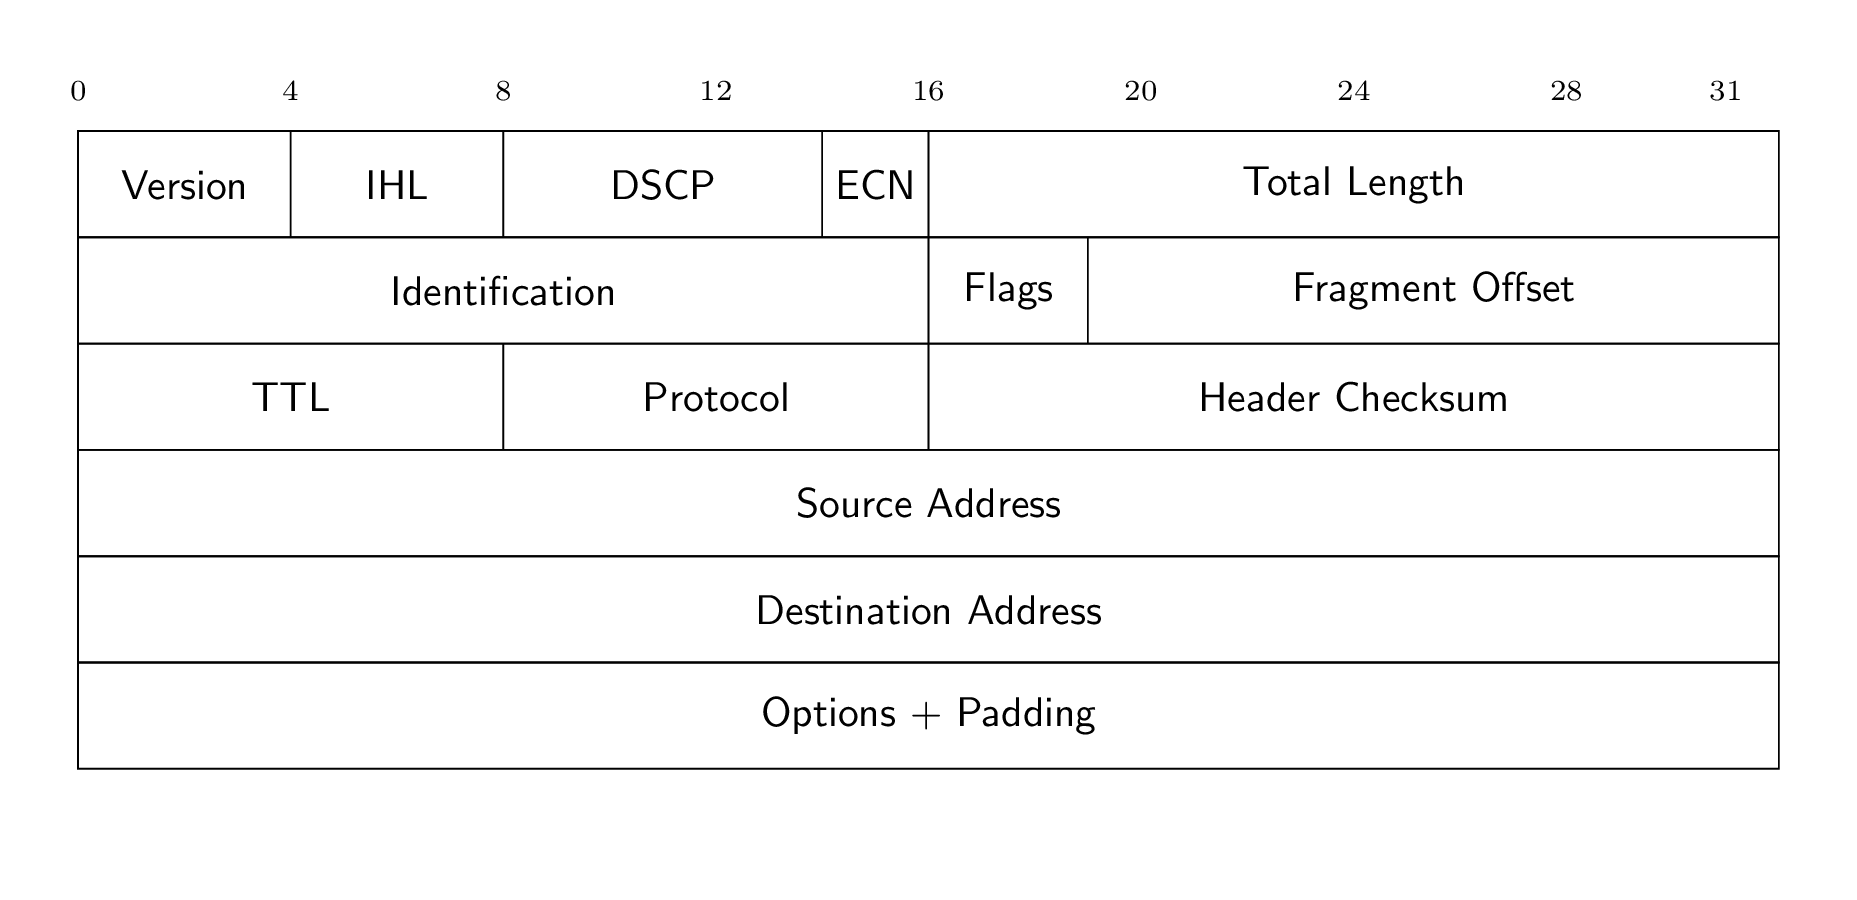 0 4 8 12 16 20 24 28 31
Version IHL DSCP ECN Total Length
Identification Flags Fragment Offset
TTL Protocol Header Checksum
Source Address
Destination Address
Options + Padding